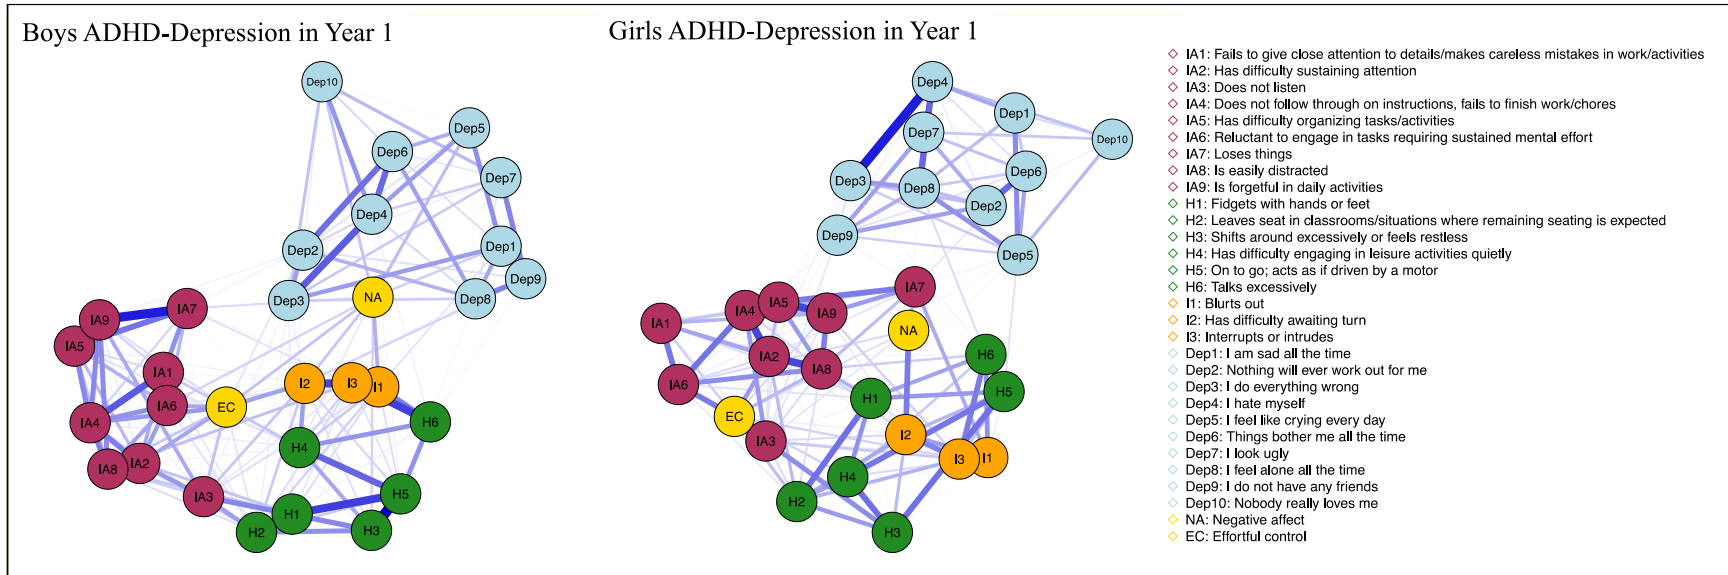 Boys ADHD-Depression in Year 1
Dep10
Dep5
Dep6
Dep7
Dep4
Dep2
Dep1
Dep9
Dep3
NA
Dep8
IA7
IA9
IA5
IA1
I2
I3
I1
IA6
EC
IA4
H6
H4
IA8
IA2
IA3
H5
H1
H2
H3
Girls ADHD-Depression in Year 1
Dep4
Dep1
Dep7
Dep10
Dep6
Dep3
Dep8
Dep2
Dep9
Dep5
IA7
IA5
IA4
IA9
IA1
NA
IA2
H6
IA8
IA6
H5
H1
EC
I2
IA3
I3
I1
H4
H2
H3
IA1: Fails to give close attention to details/makes careless mistakes in work/activities
IA2: Has difficulty sustaining attention
IA3: Does not listen
IA4: Does not follow through on instructions, fails to finish work/chores
IA5: Has difficulty organizing tasks/activities
IA6: Reluctant to engage in tasks requiring sustained mental effort
IA7: Loses things
IA8: Is easily distracted
IA9: Is forgetful in daily activities
H1: Fidgets with hands or feet
H2: Leaves seat in classrooms/situations where remaining seating is expected
H3: Shifts around excessively or feels restless
H4: Has difficulty engaging in leisure activities quietly
H5: On to go; acts as if driven by a motor
H6: Talks excessively
I1: Blurts out
I2: Has difficulty awaiting turn
I3: Interrupts or intrudes
Dep1: I am sad all the time
Dep2: Nothing will ever work out for me
Dep3: I do everything wrong
Dep4: I hate myself
Dep5: I feel like crying every day
Dep6: Things bother me all the time
Dep7: I look ugly
Dep8: I feel alone all the time
Dep9: I do not have any friends
Dep10: Nobody really loves me
NA: Negative affect
EC: Effortful control